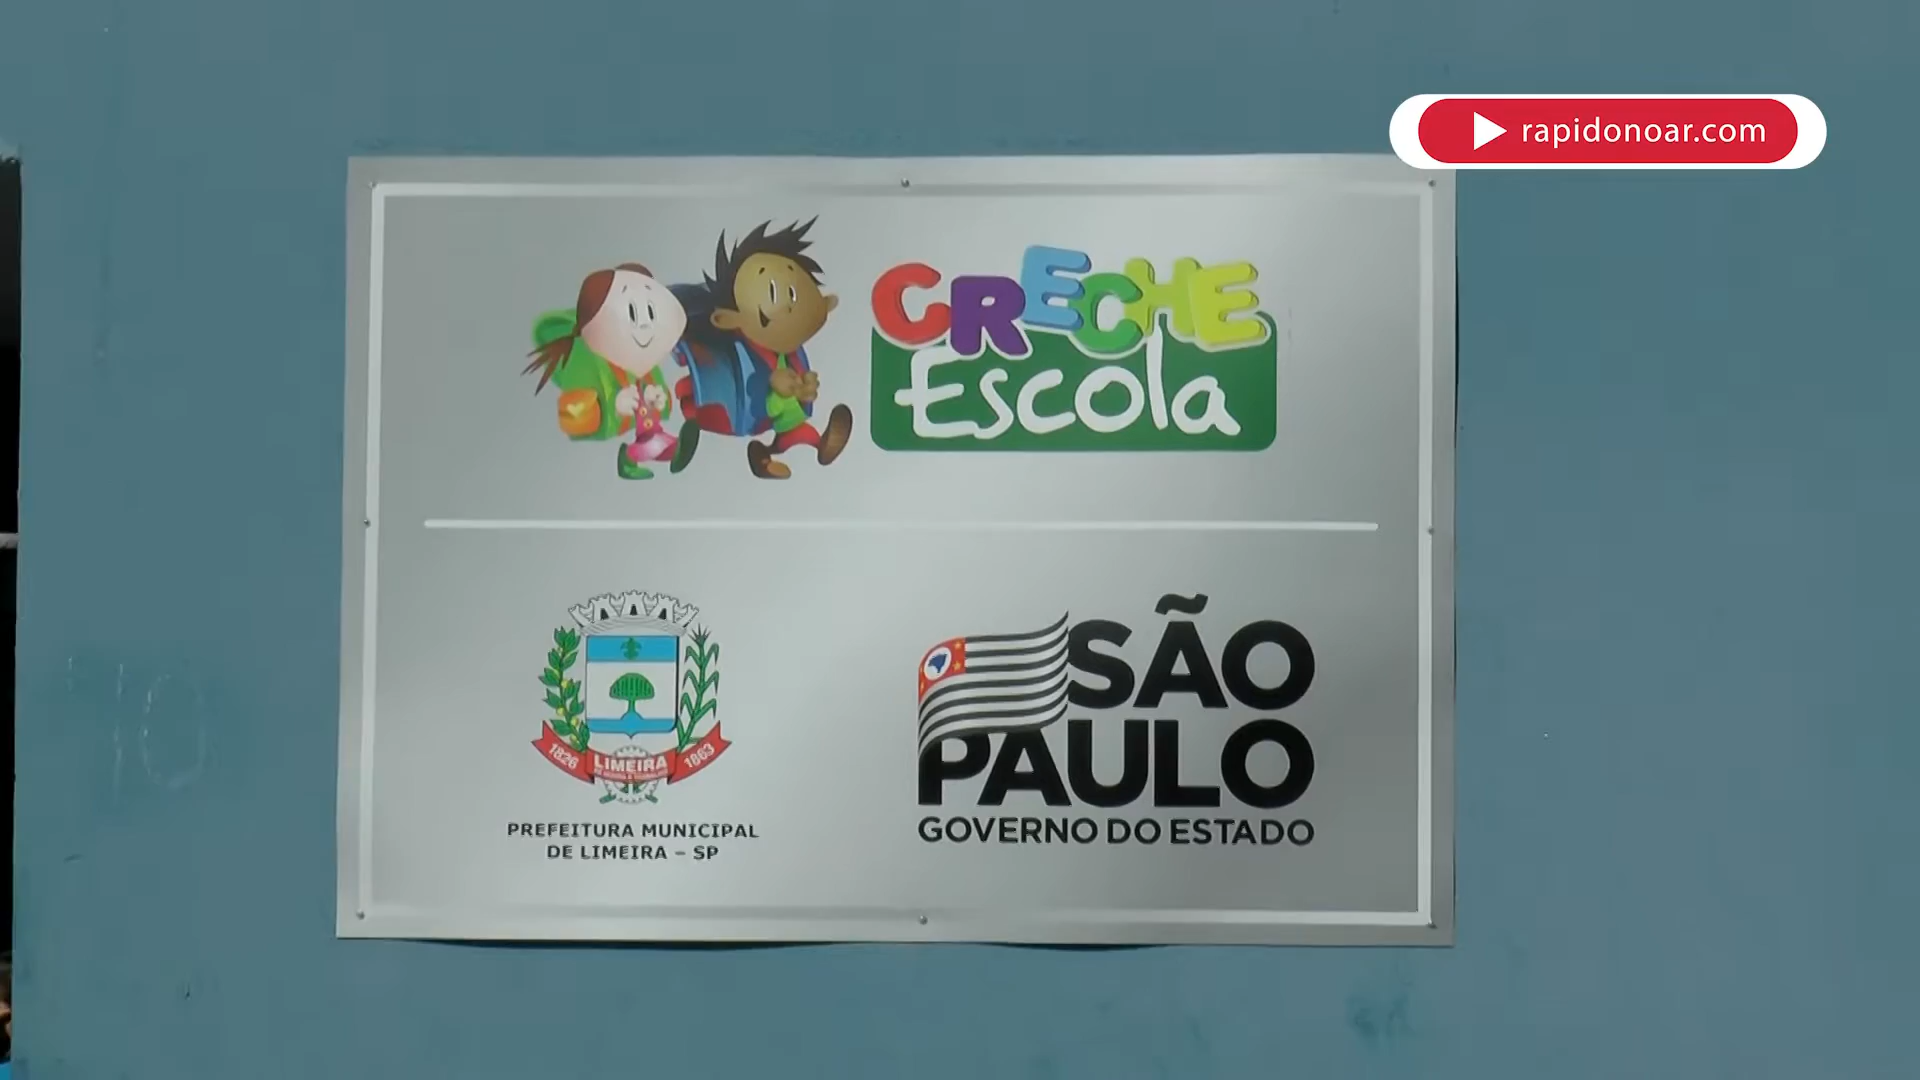 rapidonoar.com
CRECHE
Escola
1826 LIMEIRA 1863
PREFEITURA MUNICIPAL
DE LIMEIRA – SP
SÃO
PAULO
GOVERNO DO ESTADO